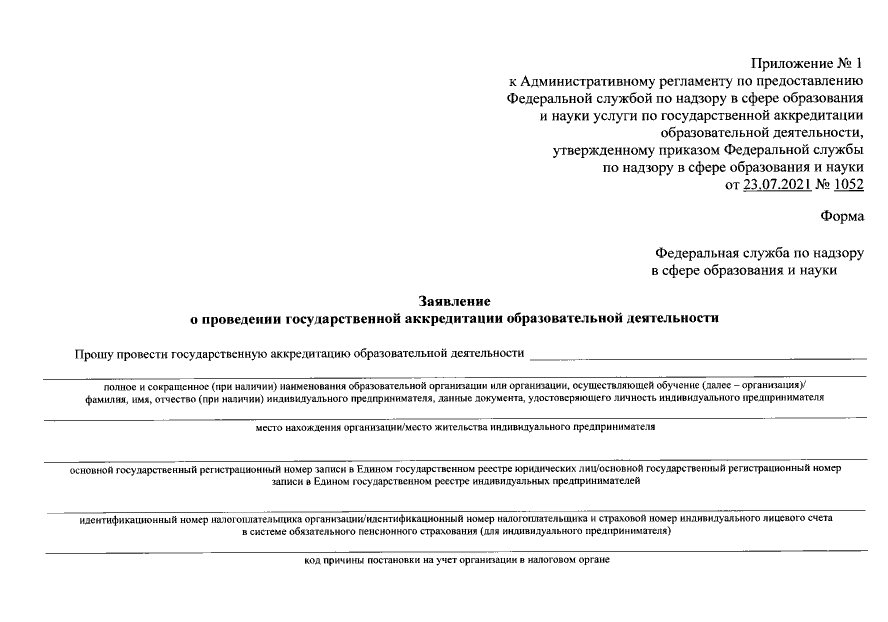 Приложение № 1
к Административному регламенту по предоставлению
Федеральной службой по надзору в сфере образования
и науки услуги по государственной аккредитации
образовательной деятельности,
утвержденному приказом Федеральной службы
по надзору в сфере образования и науки
от 23.07.2021 № 1052
Форма
Федеральная служба по надзору
в сфере образования и науки
Заявление
о проведении государственной аккредитации образовательной деятельности
Прошу провести государственную аккредитацию образовательной деятельности
полное и сокращенное (при наличии) наименования образовательной организации или организации, осуществляющей обучение (далее – организация)/
фамилия, имя, отчество (при наличии) индивидуального предпринимателя, данные документа, удостоверяющего личность индивидуального предпринимателя
место нахождения организации/место жительства индивидуального предпринимателя
основной государственный регистрационный номер записи в Едином государственном реестре юридических лиц/основной государственный регистрационный номер
записи в Едином государственном реестре индивидуальных предпринимателей
идентификационный номер налогоплательщика организации/идентификационный номер налогоплательщика и страховой номер индивидуального лицевого счета
в системе обязательного пенсионного страхования (для индивидуального предпринимателя)
код причины постановки на учет организации в налоговом органе